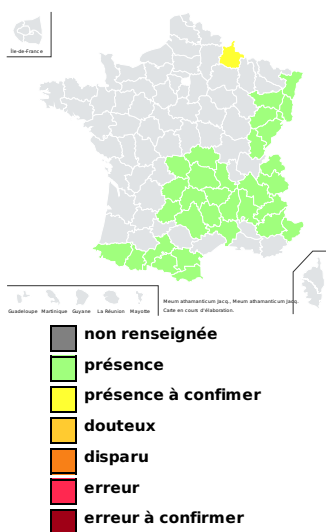 Île-de-France
Guadeloupe Martinique Guyane La Réunion Mayotte
Meum athamanticum Jacq., Meum athamanticum Jacq.
Carte en cours d'élaboration.
non renseignée
présence
présence à confimer
douteux
disparu
erreur
erreur à confirmer